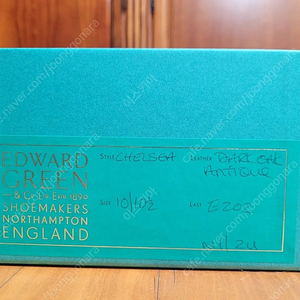 EDWARD
GREEN
& Co Ltd Est 1890
SHOEMAKERS
NORTHAMPTON
ENGLAND
STYLE CHELSEA
LEATHER DARK OAK
ANTIQUE
SIZE 10/10½
LAST E202